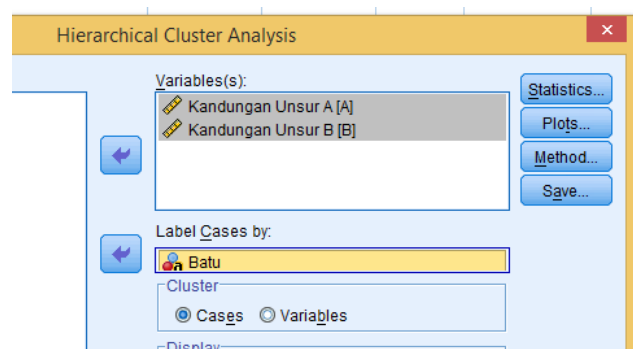 Hierarchical Cluster Analysis
Variables(s):
Kandungan Unsur A [A]
Kandungan Unsur B [B]
Statistics...
Plots...
Method...
Save...
Label Cases by:
Batu
Cluster
Cases Variables
Display